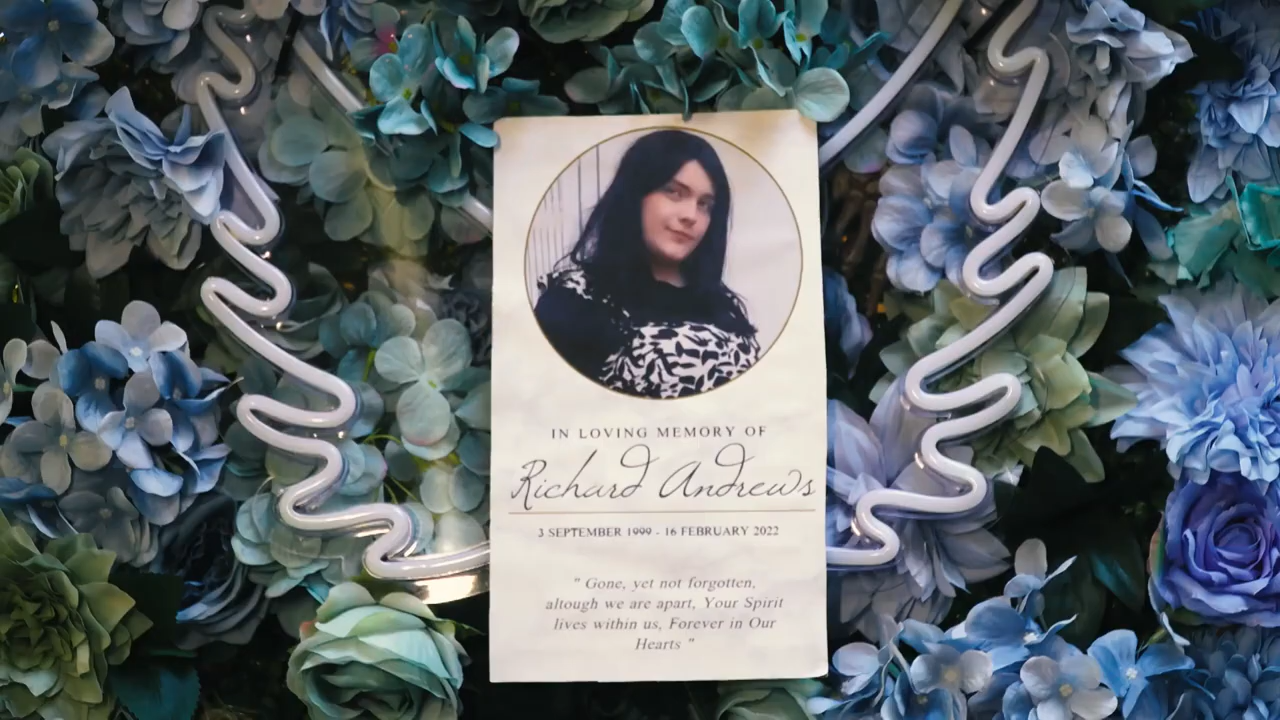 IN LOVING MEMORY OF
Richard Andrews
3 SEPTEMBER 1999 - 16 FEBRUARY 2022
" Gone, yet not forgotten,
altough we are apart, Your Spirit
lives within us, Forever in Our
Hearts "